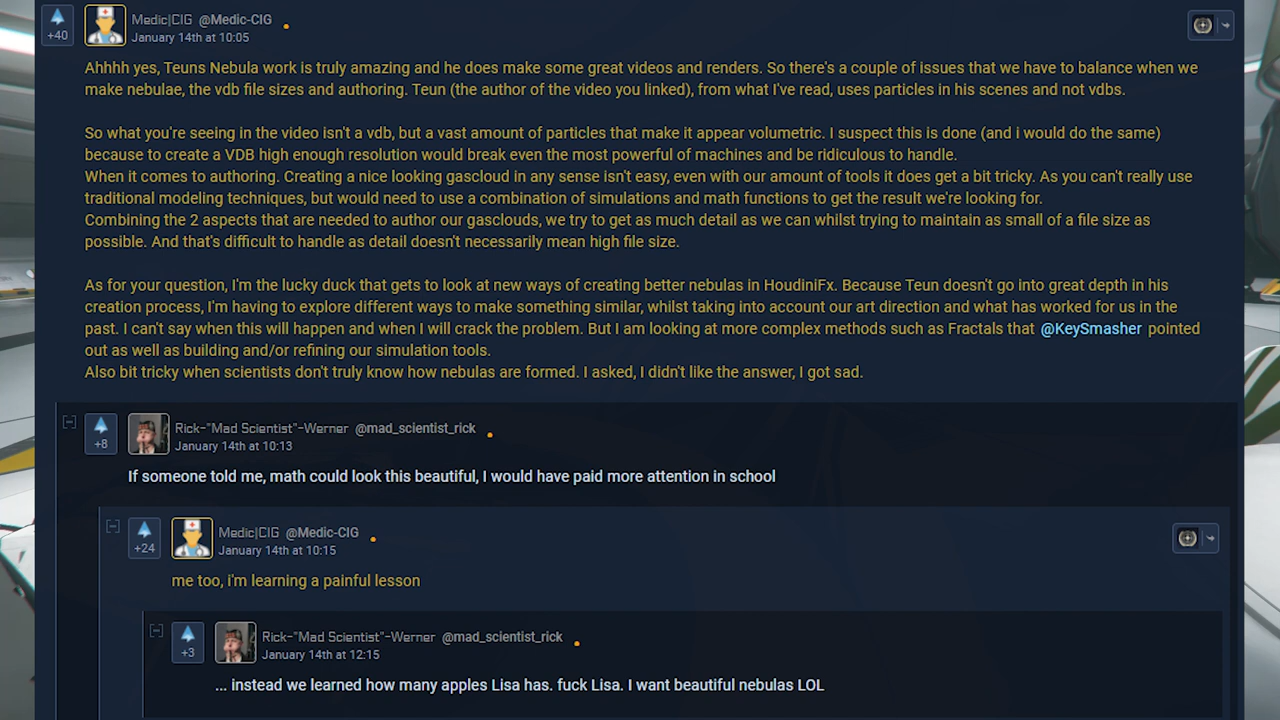 Medic|CIG @Medic-CIG
+40
January 14th at 10:05
Ahhhh yes, Teuns Nebula work is truly amazing and he does make some great videos and renders. So there's a couple of issues that we have to balance when we
make nebulae, the vdb file sizes and authoring. Teun (the author of the video you linked), from what I've read, uses particles in his scenes and not vdbs.
So what you're seeing in the video isn't a vdb, but a vast amount of particles that make it appear volumetric. I suspect this is done (and i would do the same)
because to create a VDB high enough resolution would break even the most powerful of machines and be ridiculous to handle.
When it comes to authoring. Creating a nice looking gascloud in any sense isn't easy, even with our amount of tools it does get a bit tricky. As you can't really use
traditional modeling techniques, but would need to use a combination of simulations and math functions to get the result we're looking for.
Combining the 2 aspects that are needed to author our gasclouds, we try to get as much detail as we can whilst trying to maintain as small of a file size as
possible. And that's difficult to handle as detail doesn't necessarily mean high file size.
As for your question, I'm the lucky duck that gets to look at new ways of creating better nebulas in HoudiniFx. Because Teun doesn't go into great depth in his
creation process, I'm having to explore different ways to make something similar, whilst taking into account our art direction and what has worked for us in the
past. I can't say when this will happen and when I will crack the problem. But I am looking at more complex methods such as Fractals that @KeySmasher pointed
out as well as building and/or refining our simulation tools.
Also bit tricky when scientists don't truly know how nebulas are formed. I asked, I didn't like the answer, I got sad.
[-]
Rick-"Mad Scientist"-Werner @mad_scientist_rick
+8
January 14th at 10:13
If someone told me, math could look this beautiful, I would have paid more attention in school
[-]
Medic|CIG @Medic-CIG
+24
January 14th at 10:15
me too, i'm learning a painful lesson
[-]
Rick-"Mad Scientist"-Werner @mad_scientist_rick
+3
January 14th at 12:15
... instead we learned how many apples Lisa has. fuck Lisa. I want beautiful nebulas LOL